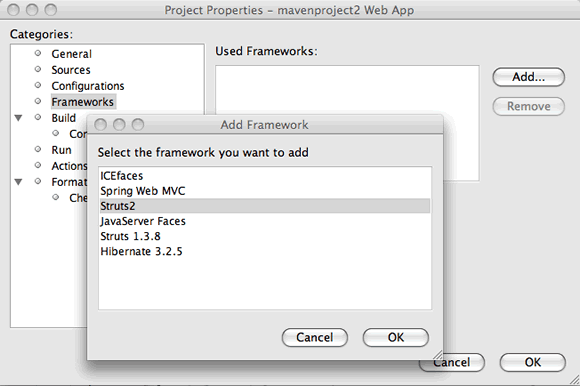 Project Properties – mavenproject2 Web App
Categories:
General
Sources
Configurations
Frameworks
Build
Co
Run
Actions
Format
Che
Used Frameworks:
Add...
Remove
Add Framework
Select the framework you want to add
ICEfaces
Spring Web MVC
Struts2
JavaServer Faces
Struts 1.3.8
Hibernate 3.2.5
Cancel
OK
Cancel
OK